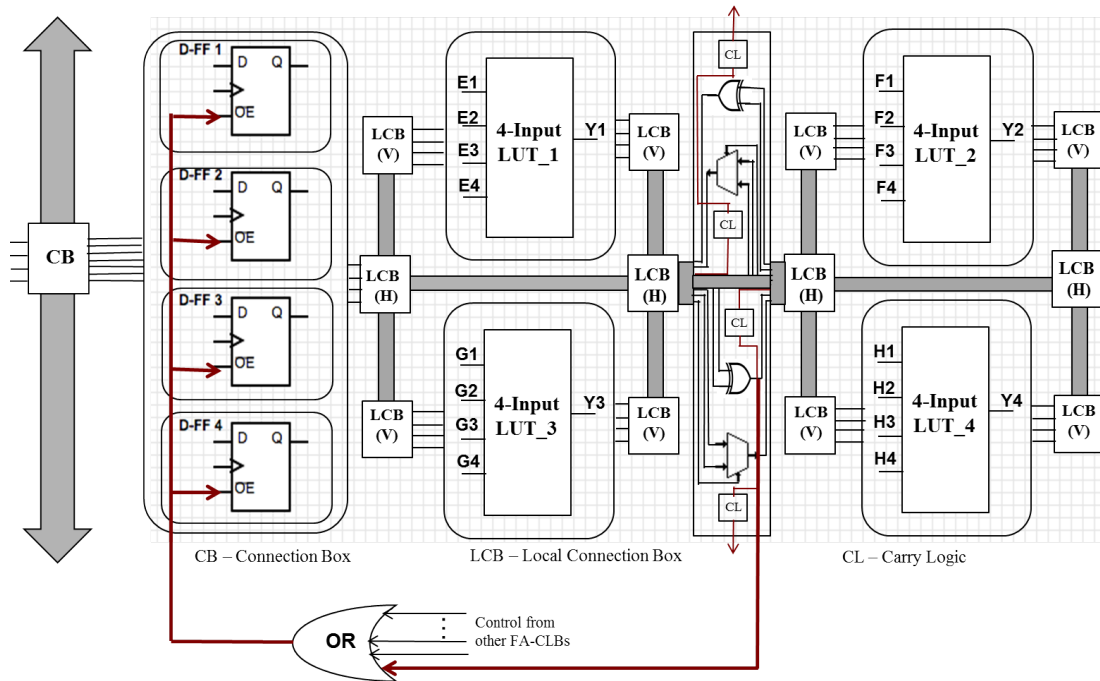 CB
D-FF 1
D
Q
OE
D-FF 2
D
Q
OE
D-FF 3
D
Q
OE
D-FF 4
D
Q
OE
LCB
(V)
LCB
(H)
LCB
(V)
E1
E2
E3
E4
4-Input
LUT_1
Y1
G1
G2
G3
G4
4-Input
LUT_3
Y3
LCB
(V)
LCB
(H)
LCB
(V)
CL
CL
CL
CL
LCB
(V)
LCB
(H)
LCB
(V)
F1
F2
F3
F4
4-Input
LUT_2
Y2
H1
H2
H3
H4
4-Input
LUT_4
Y4
LCB
(V)
LCB
(H)
LCB
(V)
CB – Connection Box
LCB – Local Connection Box
CL – Carry Logic
OR
Control from
other FA-CLBs